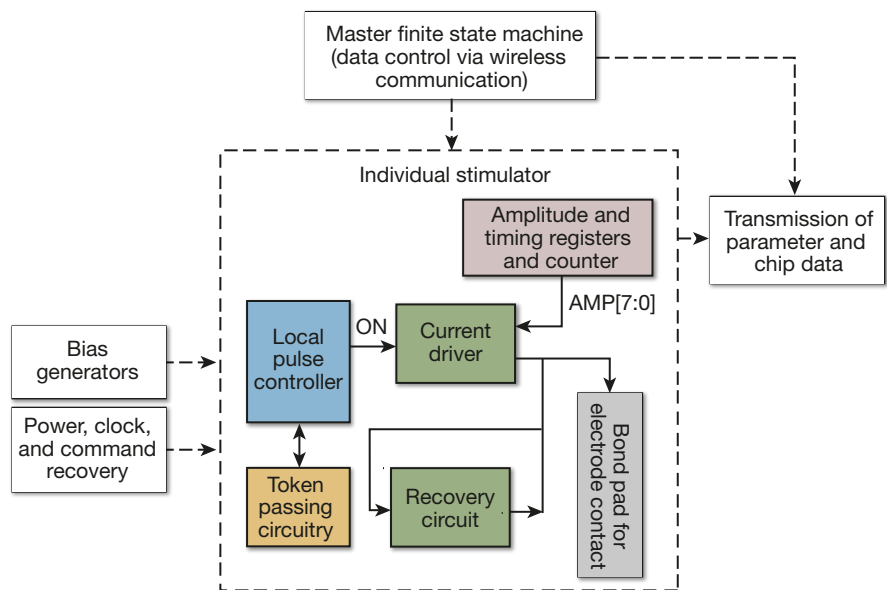 Master finite state machine
(data control via wireless
communication)
Individual stimulator
Amplitude and
timing registers
and counter
Transmission of
parameter and
chip data
AMP[7:0]
Bias
generators
Local
pulse
controller
ON
Current
driver
Power, clock,
and command
recovery
Token
passing
circuitry
Recovery
circuit
Bond pad for
electrode contact